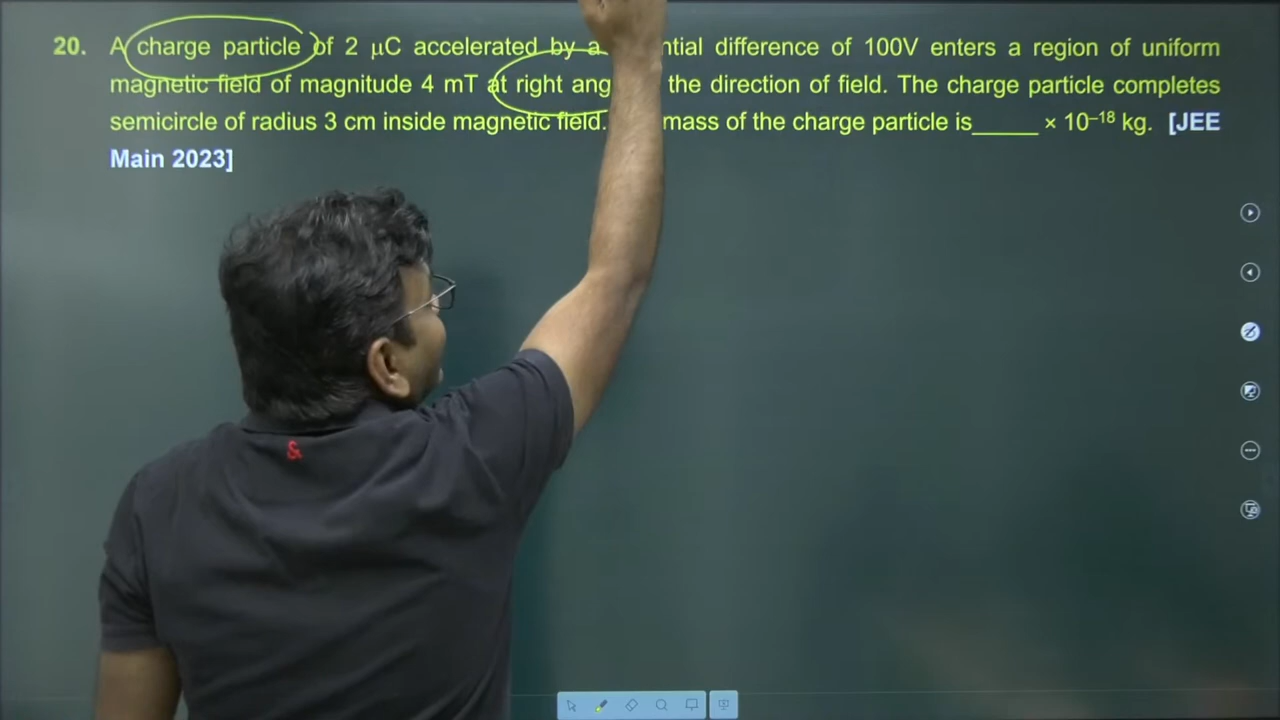 20. A charge particle of 2 μC accelerated by a ntial difference of 100V enters a region of uniform
magnetic field of magnitude 4 mT at right ang the direction of field. The charge particle completes
semicircle of radius 3 cm inside magnetic field. mass of the charge particle is_____ × 10⁻¹⁸ kg. [JEE
Main 2023]
&